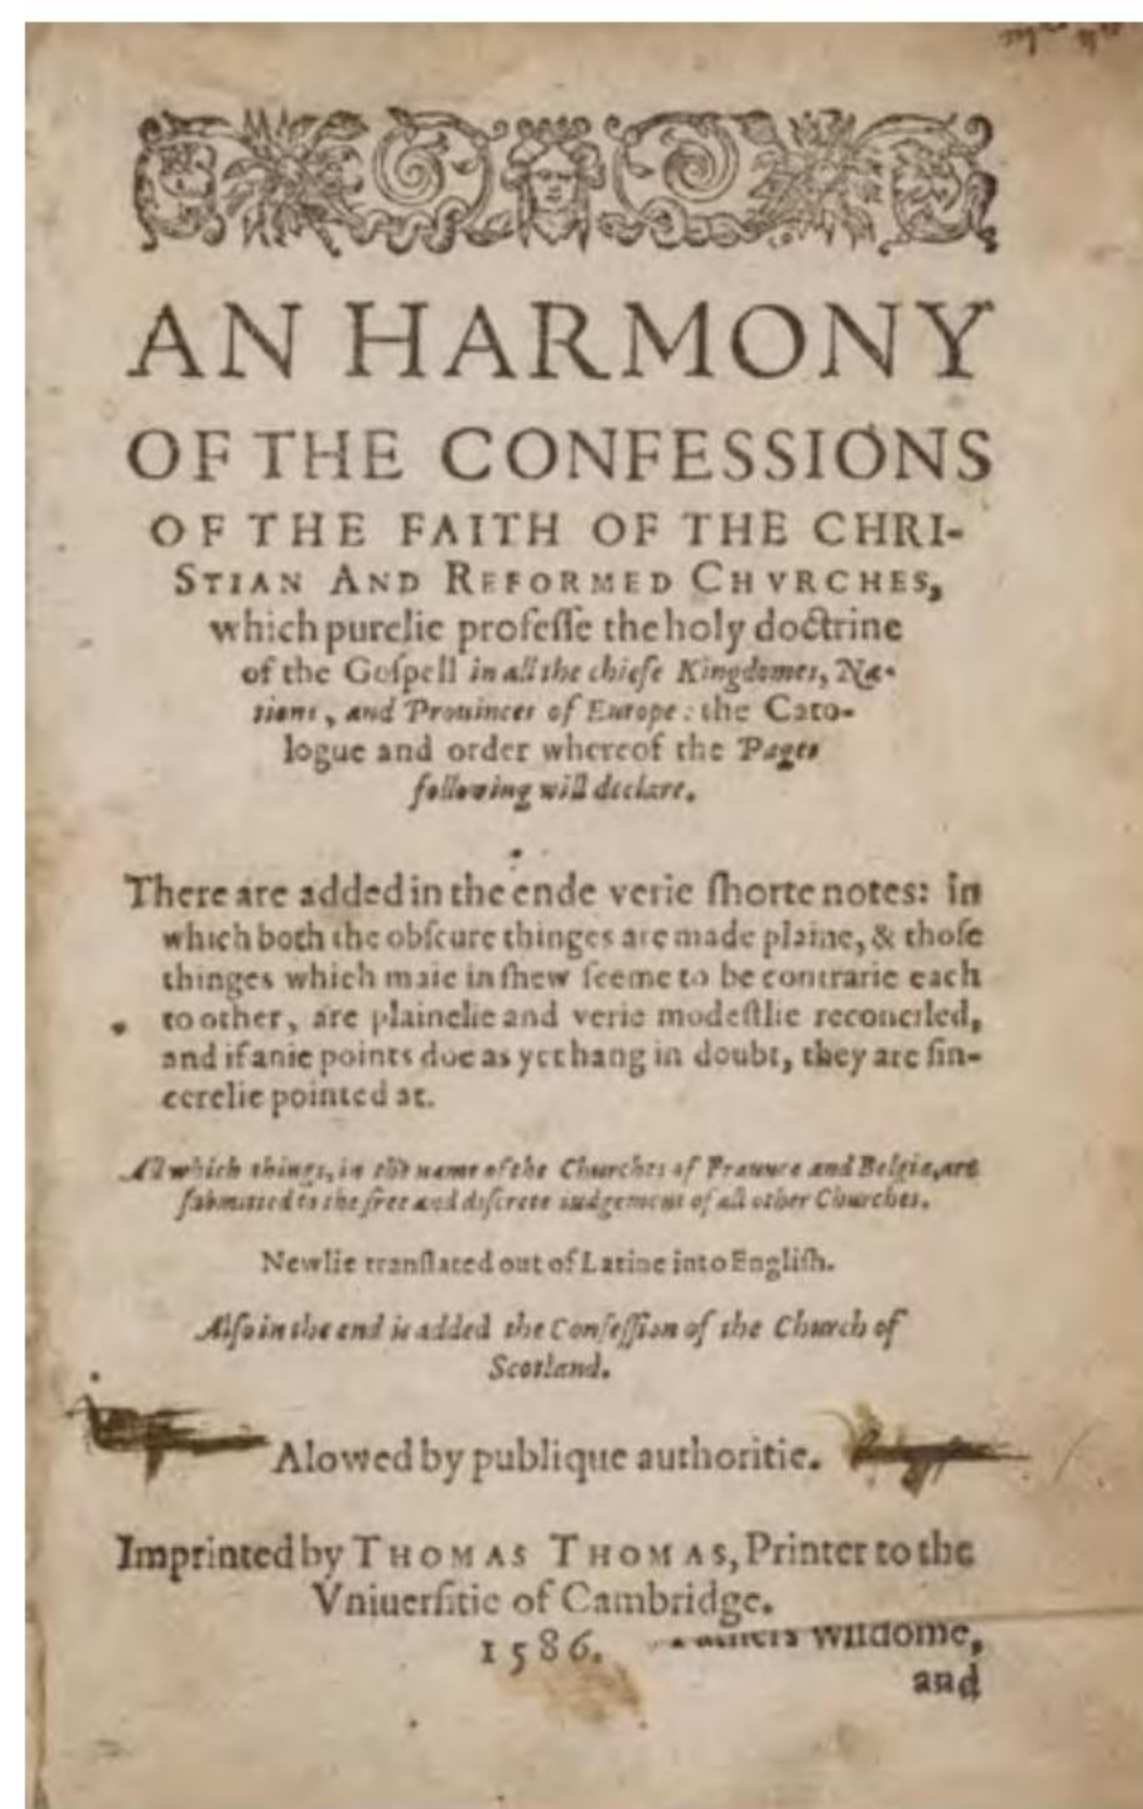 AN HARMONY
OF THE CONFESSIONS
OF THE FAITH OF THE CHRI-
STIAN AND REFORMED CHVRCHES,
which purelie profeſſe the holy doctrine
of the Goſpell in all the chiefe Kingdomes, Na-
tions, and Prouinces of Europe: the Cato-
logue and order whereof the Pages
following will declare.
There are added in the ende verie ſhorte notes: in
which both the obſcure thinges are made plaine, & thoſe
thinges which maie in ſhew ſeeme to be contrarie each
to other, are plainelie and verie modeſtlie reconciled,
and if anie points doe as yet hang in doubt, they are ſin-
cerelie pointed at.
All which things, in the name of the Churches of Fraunce and Belgia, are
ſubmitted to the free and diſcrete iudgement of all other Churches.
Newlie tranſlated out of Latine into Engliſh.
Alſo in the end is added the Confeſſion of the Church of
Scotland.
Alowed by publique authoritie.
Imprinted by THOMAS THOMAS, Printer to the
Vniuerſitie of Cambridge.
1586.
wiſdome,
and